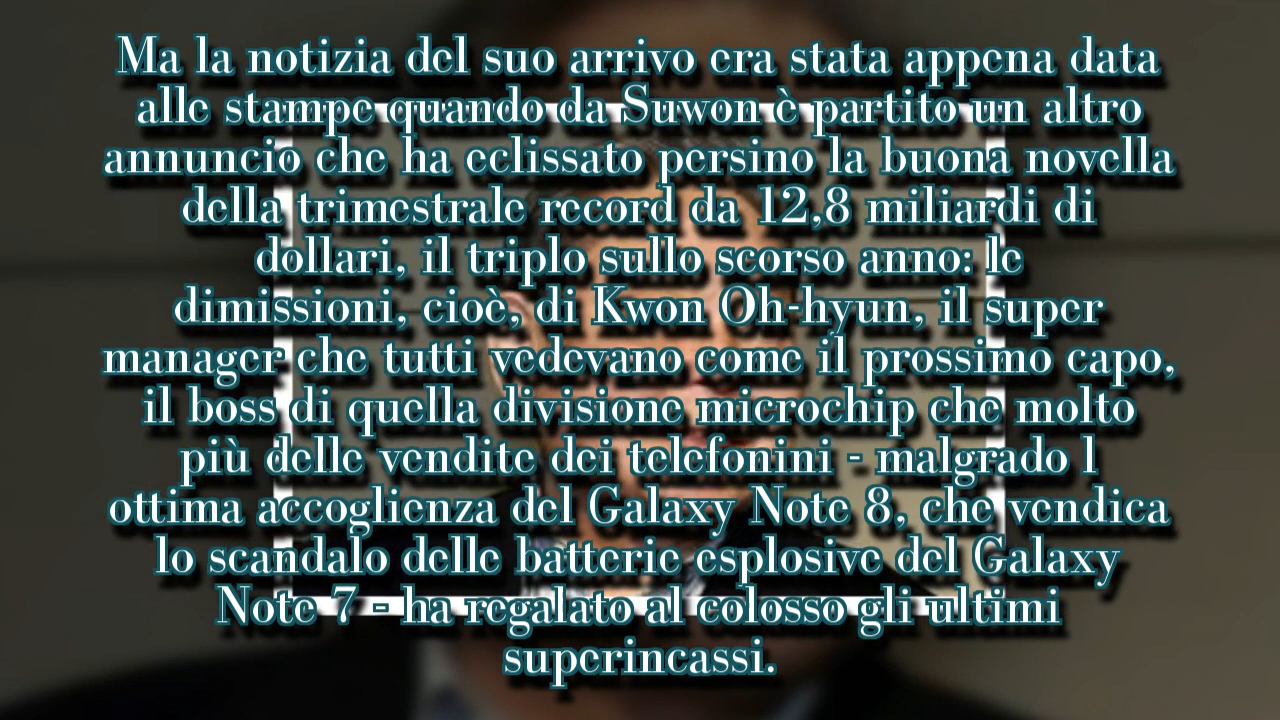 Ma la notizia del suo arrivo era stata appena data
alle stampe quando da Suwon è partito un altro
annuncio che ha eclissato persino la buona novella
della trimestrale record da 12,8 miliardi di
dollari, il triplo sullo scorso anno: le
dimissioni, cioè, di Kwon Oh-hyun, il super
manager che tutti vedevano come il prossimo capo,
il boss di quella divisione microchip che molto
più delle vendite dei telefonini - malgrado l
ottima accoglienza del Galaxy Note 8, che vendica
lo scandalo delle batterie esplosive del Galaxy
Note 7 - ha regalato al colosso gli ultimi
superincassi.